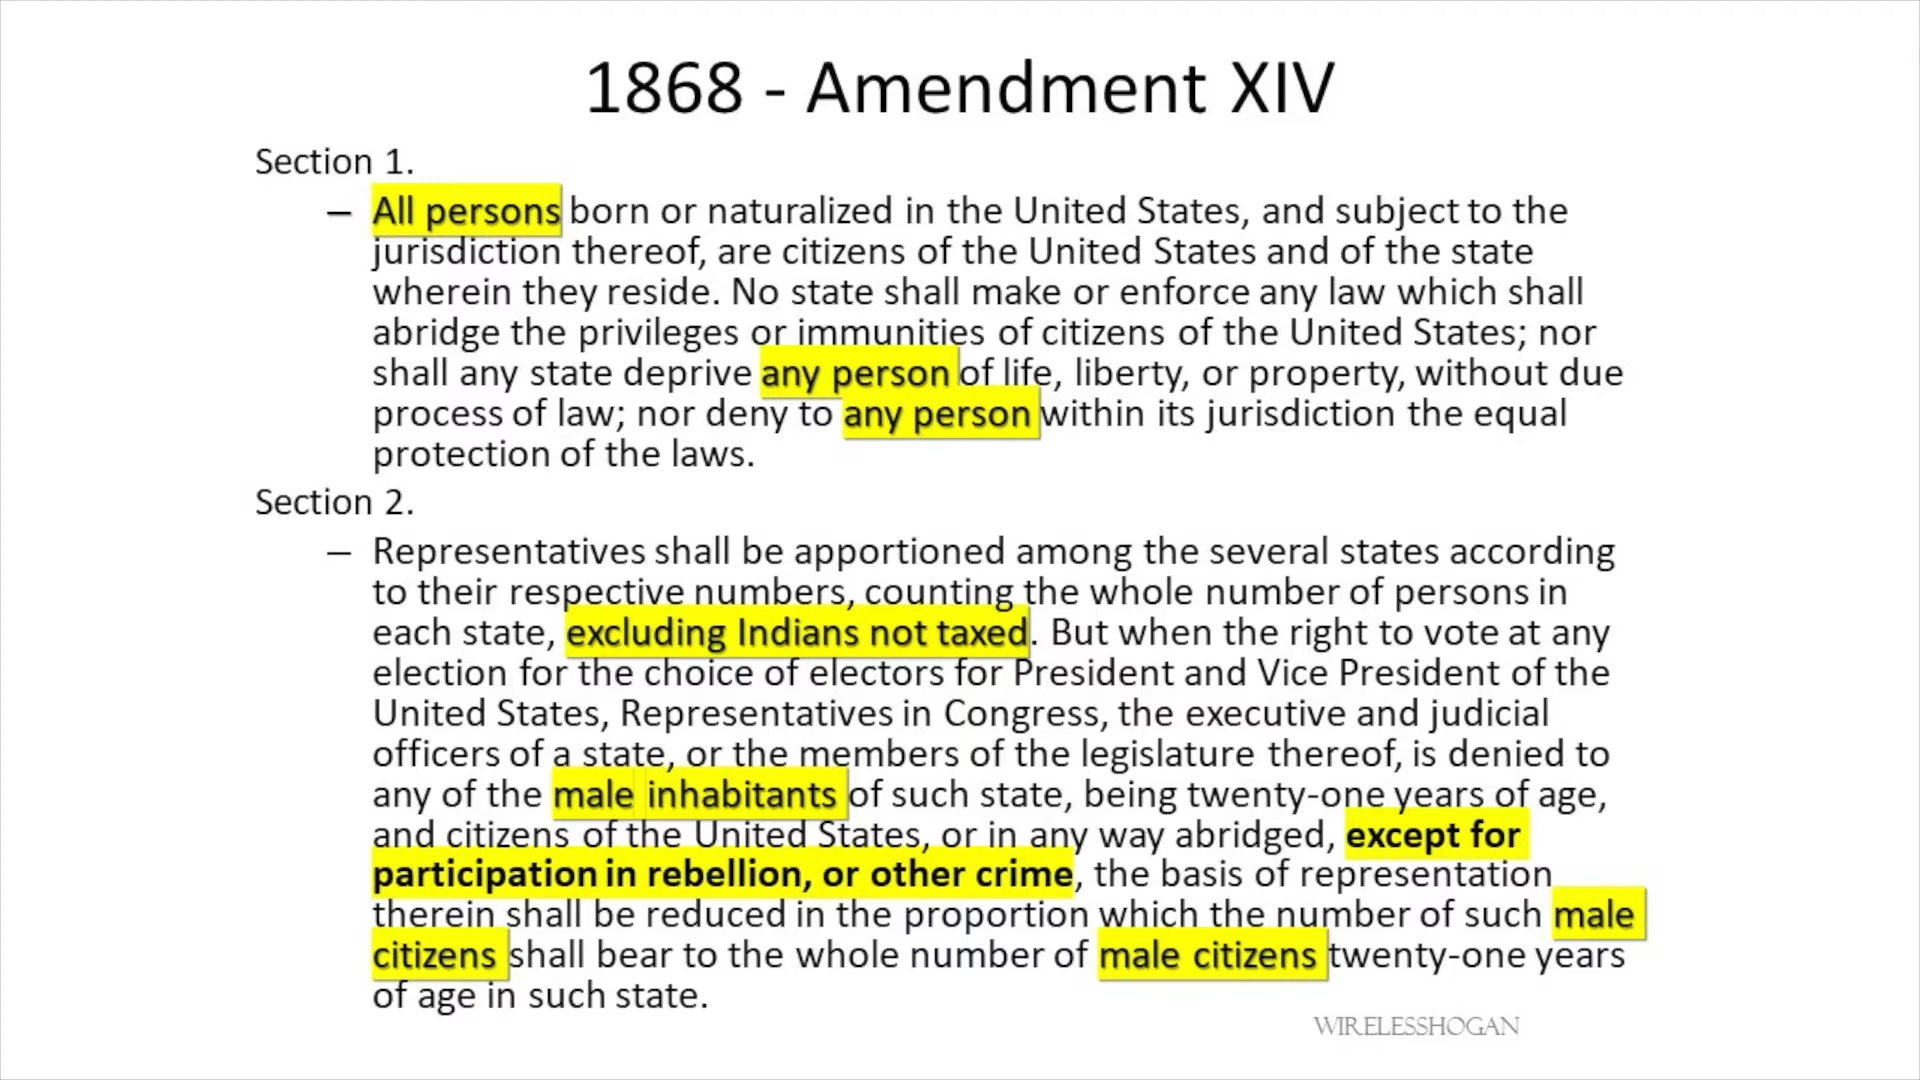 1868 - Amendment XIV
Section 1.
– All persons born or naturalized in the United States, and subject to the
jurisdiction thereof, are citizens of the United States and of the state
wherein they reside. No state shall make or enforce any law which shall
abridge the privileges or immunities of citizens of the United States; nor
shall any state deprive any person of life, liberty, or property, without due
process of law; nor deny to any person within its jurisdiction the equal
protection of the laws.
Section 2.
– Representatives shall be apportioned among the several states according
to their respective numbers, counting the whole number of persons in
each state, excluding Indians not taxed. But when the right to vote at any
election for the choice of electors for President and Vice President of the
United States, Representatives in Congress, the executive and judicial
officers of a state, or the members of the legislature thereof, is denied to
any of the male inhabitants of such state, being twenty-one years of age,
and citizens of the United States, or in any way abridged, except for
participation in rebellion, or other crime, the basis of representation
therein shall be reduced in the proportion which the number of such male
citizens shall bear to the whole number of male citizens twenty-one years
of age in such state.
WIRELESSHOGAN